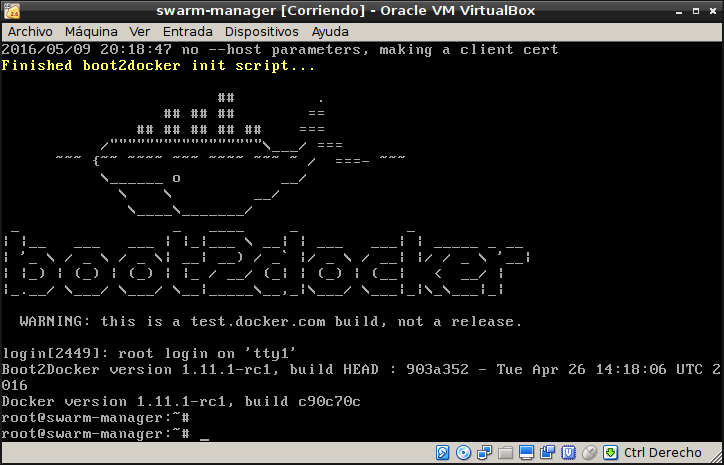 swarm-manager [Corriendo] - Oracle VM VirtualBox
Archivo Máquina Ver Entrada Dispositivos Ayuda
2016/05/09 20:18:47 no --host parameters, making a client cert
Finished boot2docker init script...
boot2docker
WARNING: this is a test.docker.com build, not a release.
login[2449]: root login on 'tty1'
Boot2Docker version 1.11.1-rc1, build HEAD : 903a352 - Tue Apr 26 14:18:06 UTC 2
016
Docker version 1.11.1-rc1, build c90c70c
root@swarm-manager:~#
root@swarm-manager:~# _
Ctrl Derecho